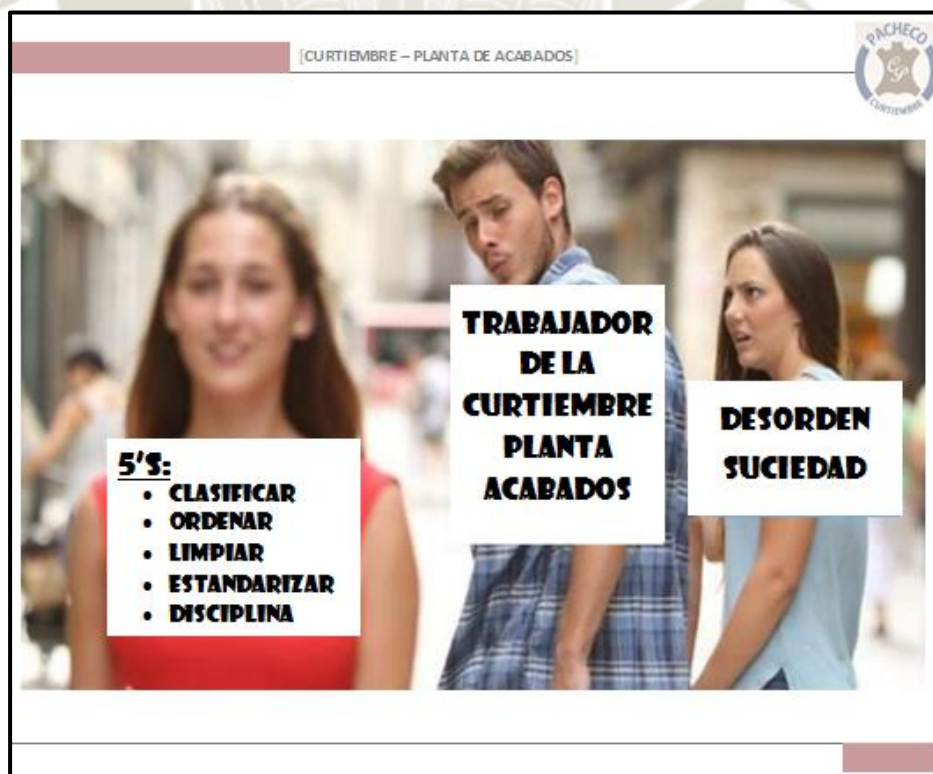 [CURTIEMBRE – PLANTA DE ACABADOS]
PACHECO
CP
CURTIEMBRE
TRABAJADOR
DE LA
CURTIEMBRE
PLANTA
ACABADOS
DESORDEN
SUCIEDAD
5'S:
• CLASIFICAR
• ORDENAR
• LIMPIAR
• ESTANDARIZAR
• DISCIPLINA